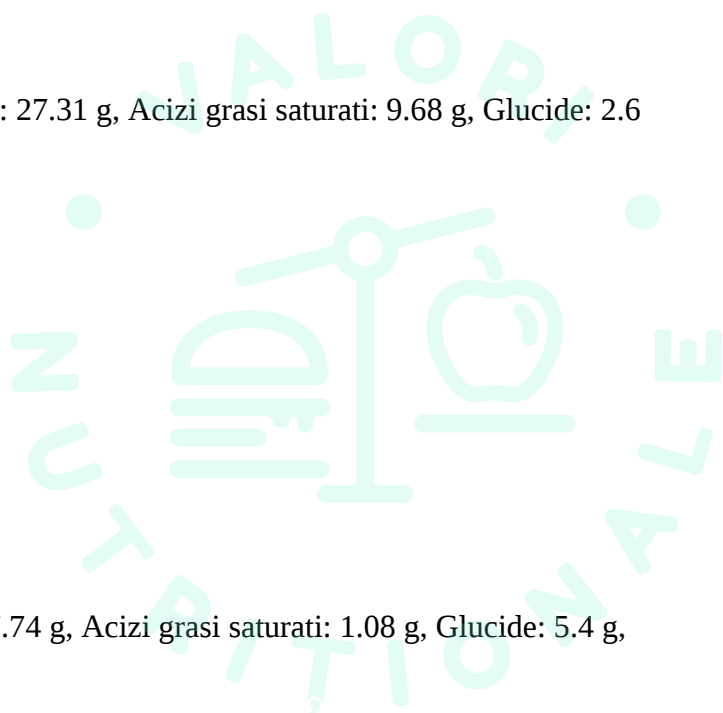 VALORI
: 27.31 g, Acizi grasi saturati: 9.68 g, Glucide: 2.6
NUTRITIONALE
.74 g, Acizi grasi saturati: 1.08 g, Glucide: 5.4 g,